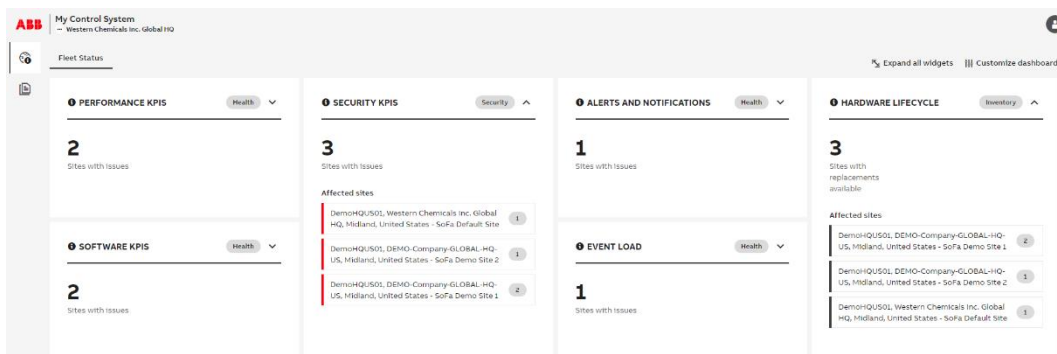 ABB
My Control System
— Western Chemicals Inc. Global HQ
Fleet Status
Expand all widgets
Customize dashboard
PERFORMANCE KPIS
Health
2
Sites with issues
SECURITY KPIS
Security
3
Sites with issues
Affected sites
DemoHQUS01, Western Chemicals Inc. Global
HQ, Midland, United States - SoFa Default Site
1
DemoHQUS01, DEMO-Company-GLOBAL-HQ-
US, Midland, United States - SoFa Demo Site 2
1
DemoHQUS01, DEMO-Company-GLOBAL-HQ-
US, Midland, United States - SoFa Demo Site 1
2
ALERTS AND NOTIFICATIONS
Health
1
Sites with issues
HARDWARE LIFECYCLE
Inventory
3
Sites with
replacements
available
Affected sites
DemoHQUS01, DEMO-Company-GLOBAL-HQ-
US, Midland, United States - SoFa Demo Site 1
2
DemoHQUS01, DEMO-Company-GLOBAL-HQ-
US, Midland, United States - SoFa Demo Site 2
1
DemoHQUS01, Western Chemicals Inc. Global
HQ, Midland, United States - SoFa Default Site
1
SOFTWARE KPIS
Health
2
Sites with issues
EVENT LOAD
Health
1
Sites with issues